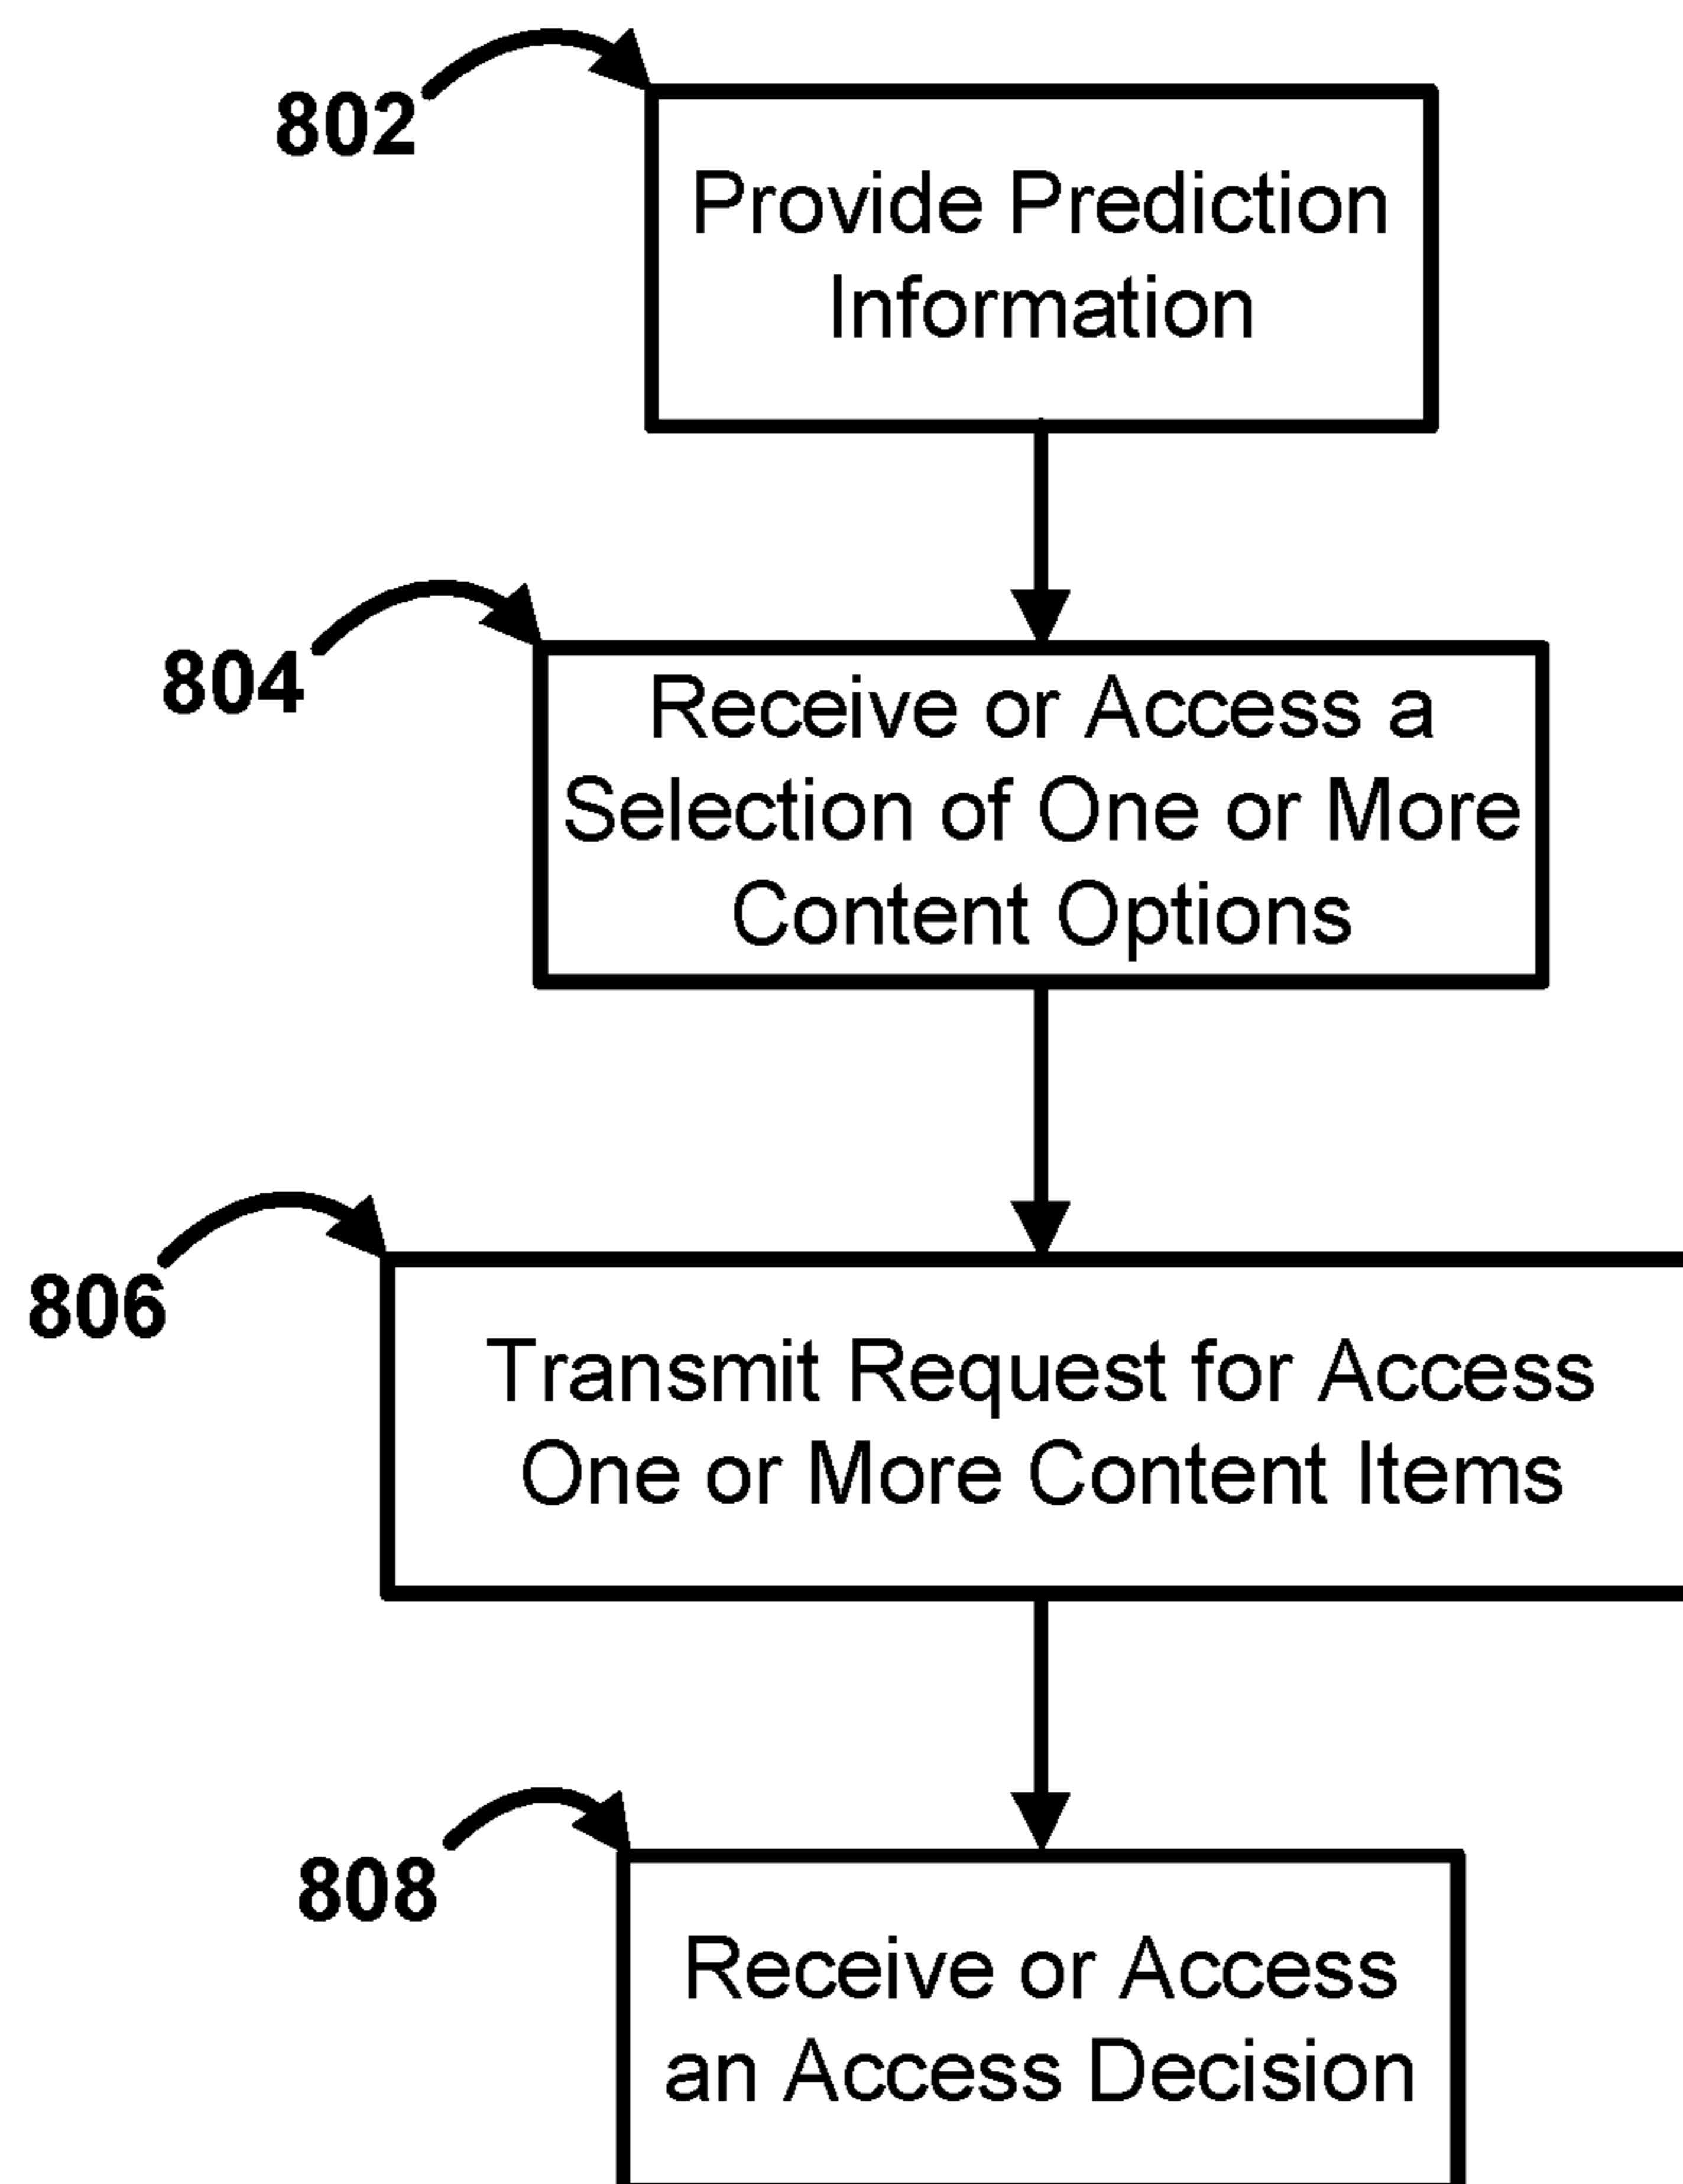 802
Provide Prediction
Information
804
Receive or Access a
Selection of One or More
Content Options
806
Transmit Request for Access
One or More Content Items
808
Receive or Access
an Access Decision